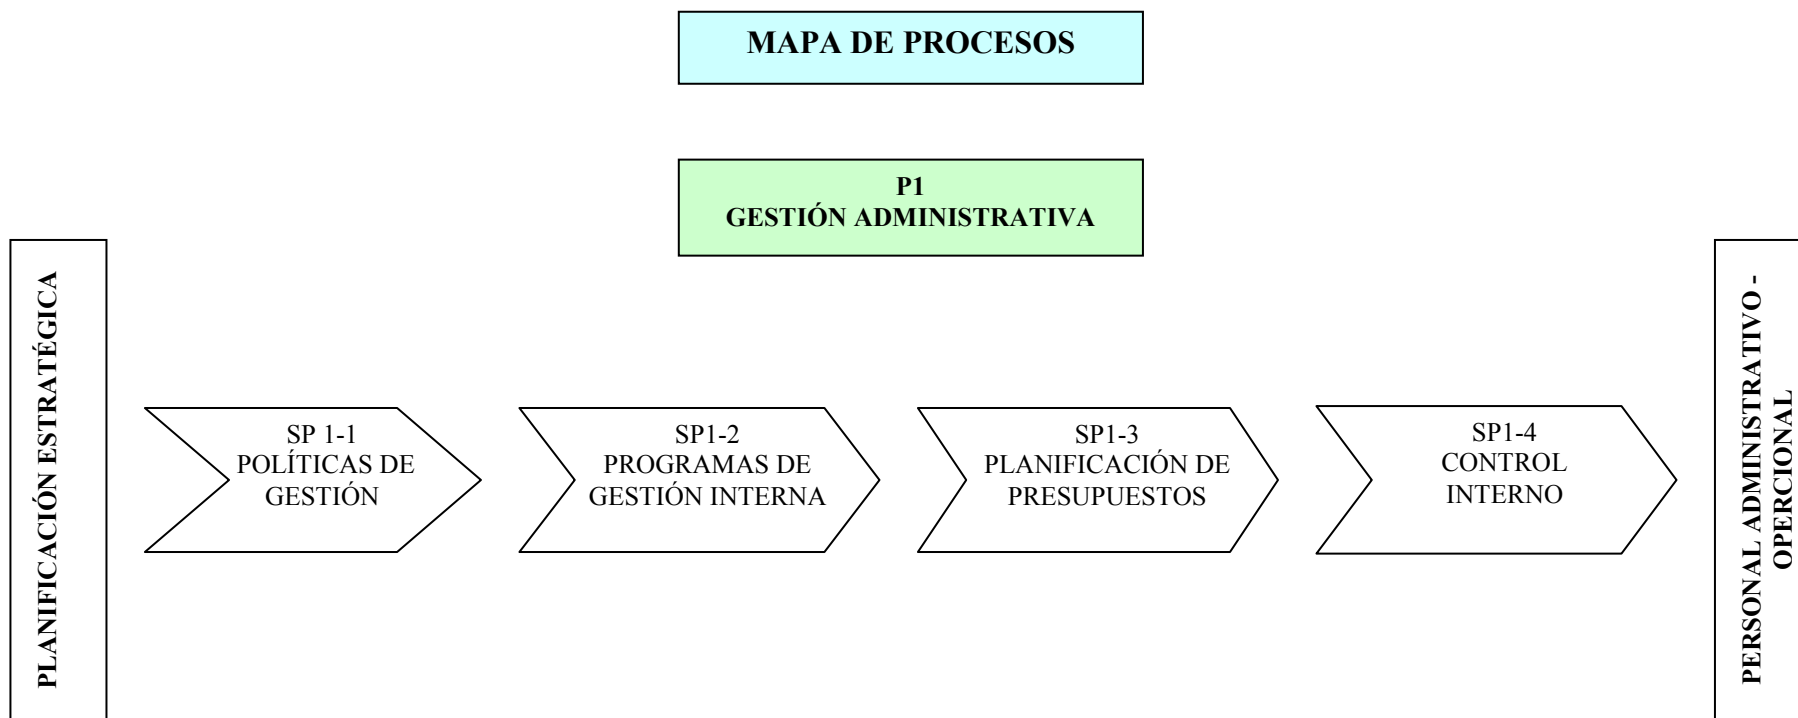 MAPA DE PROCESOS
P1
GESTIÓN ADMINISTRATIVA
PLANIFICACIÓN ESTRATÉGICA
SP 1-1
POLÍTICAS DE
GESTIÓN
SP1-2
PROGRAMAS DE
GESTIÓN INTERNA
SP1-3
PLANIFICACIÓN DE
PRESUPUESTOS
SP1-4
CONTROL
INTERNO
PERSONAL ADMINISTRATIVO -
OPERCIONAL